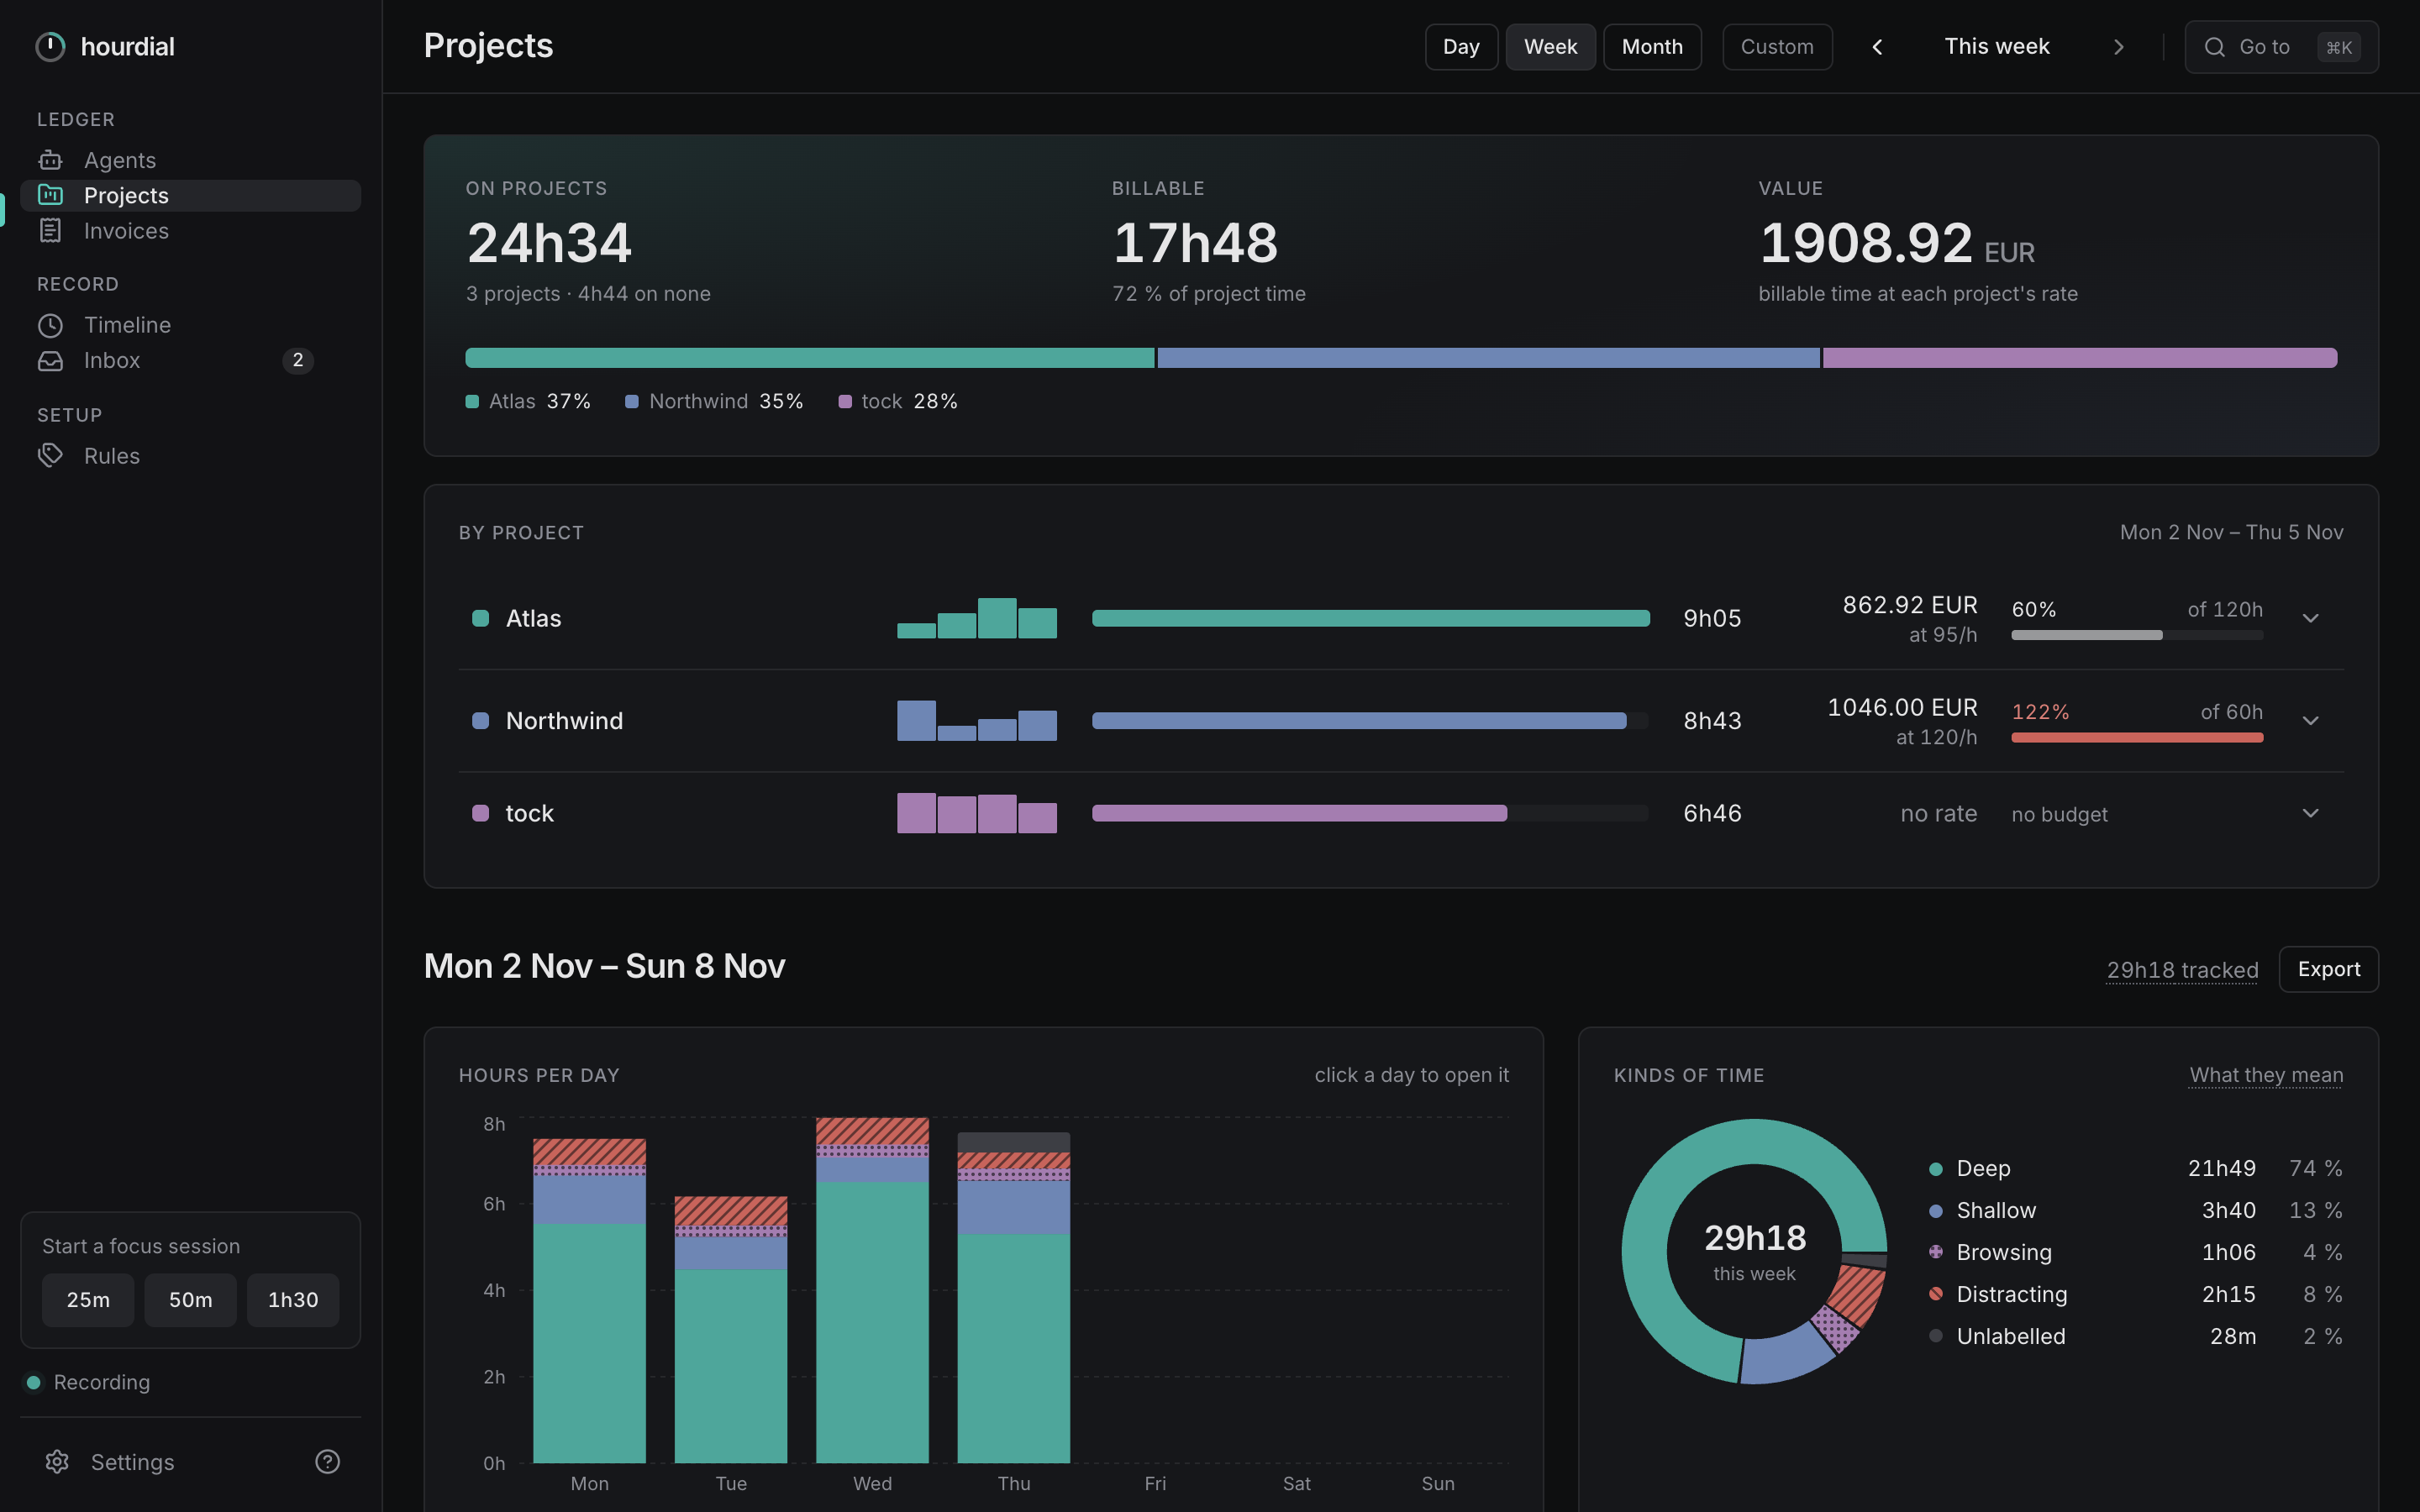 hourdial
LEDGER
Agents
Projects
Invoices
RECORD
Timeline
Inbox 2
SETUP
Rules
Start a focus session
25m 50m 1h30
Recording
Settings
Projects
Day Week Month Custom This week Go to ⌘K
ON PROJECTS BILLABLE VALUE
24h34 17h48 1908.92 EUR
3 projects · 4h44 on none 72 % of project time billable time at each project's rate
Atlas 37% Northwind 35% tock 28%
BY PROJECT Mon 2 Nov – Thu 5 Nov
Atlas 9h05 862.92 EUR 60% of 120h
at 95/h
Northwind 8h43 1046.00 EUR 122% of 60h
at 120/h
tock 6h46 no rate no budget
Mon 2 Nov – Sun 8 Nov 29h18 tracked Export
HOURS PER DAY click a day to open it
8h
6h
4h
2h
0h
Mon Tue Wed Thu Fri Sat Sun
KINDS OF TIME What they mean
29h18
this week
Deep 21h49 74 %
Shallow 3h40 13 %
Browsing 1h06 4 %
Distracting 2h15 8 %
Unlabelled 28m 2 %